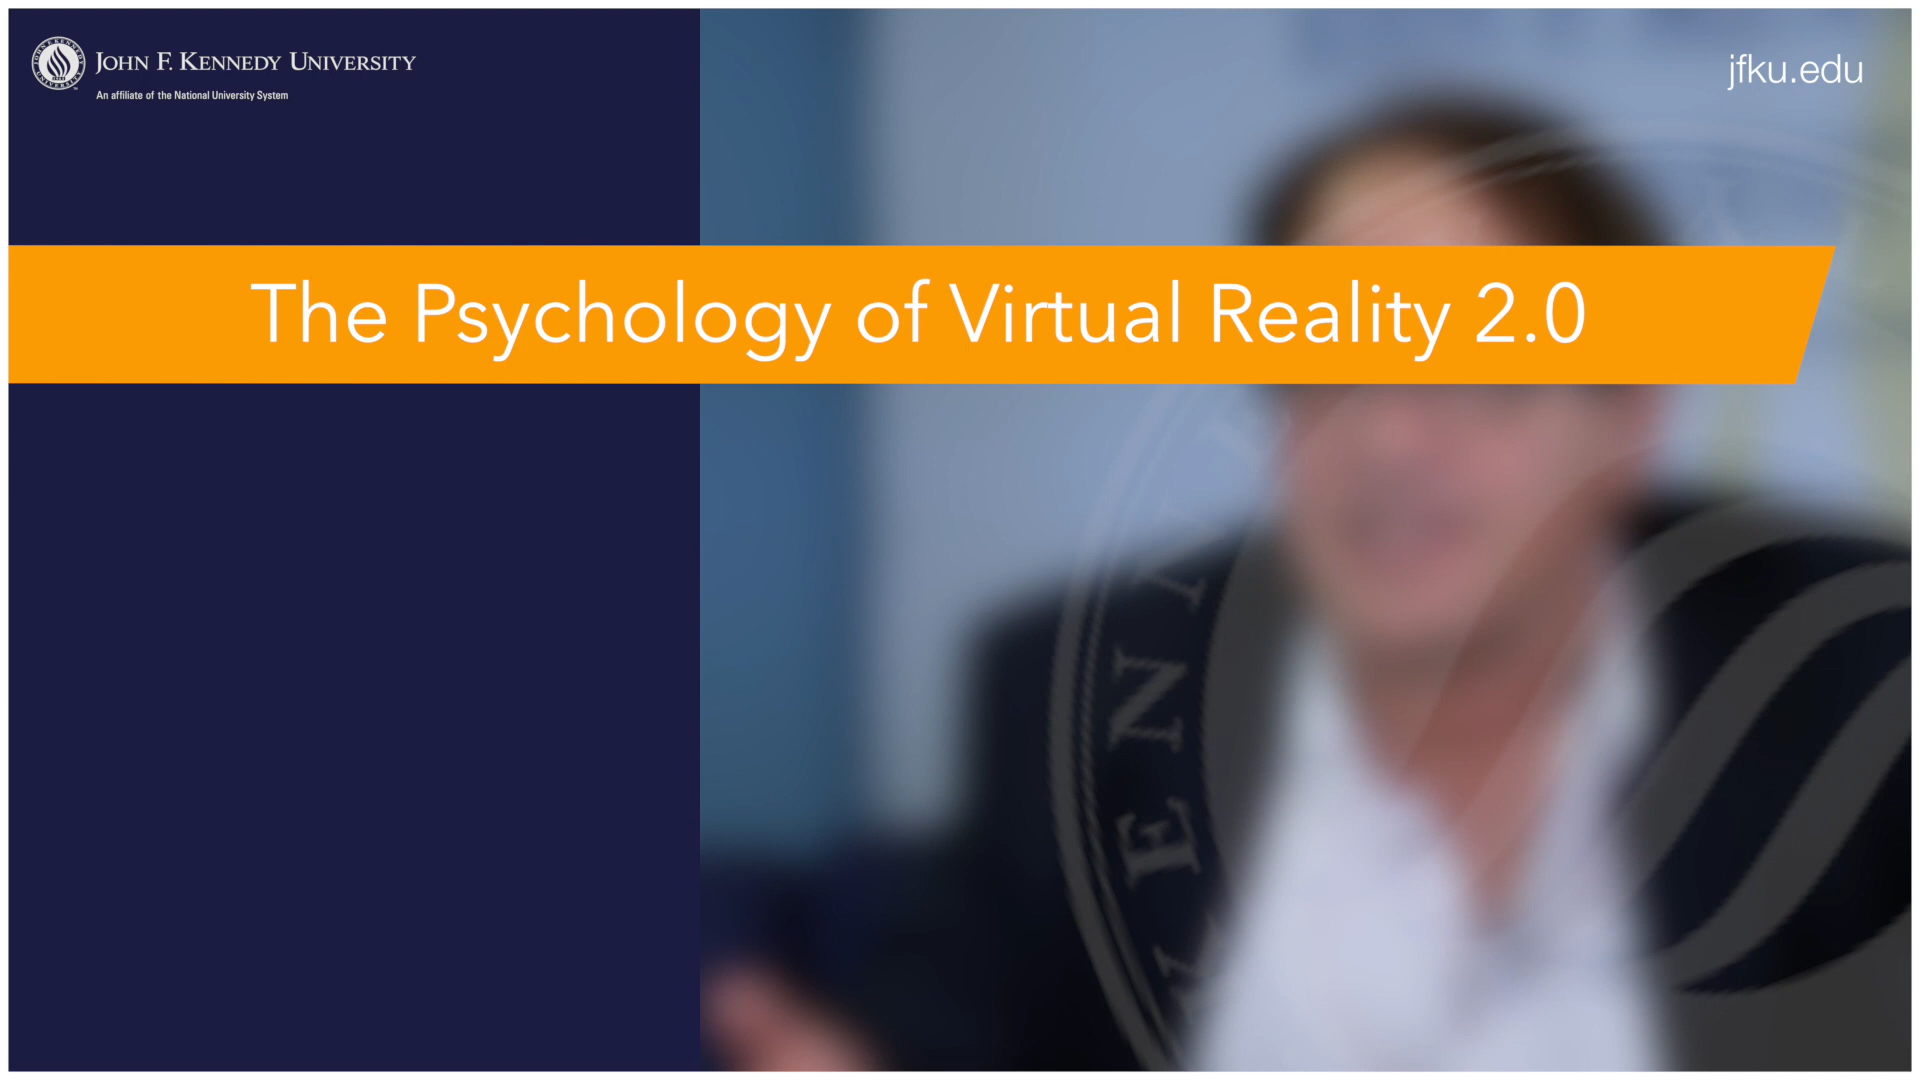 John F. Kennedy University
An affiliate of the National University System
jfku.edu
The Psychology of Virtual Reality 2.0